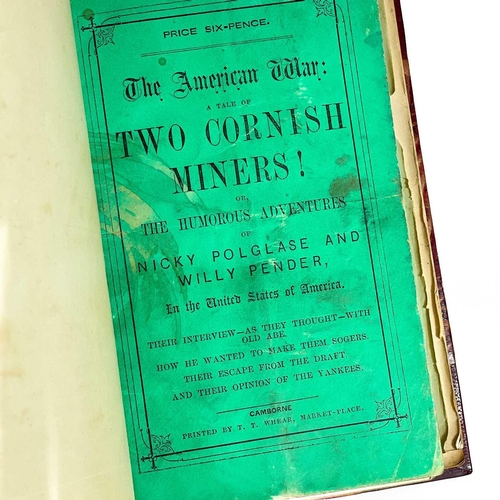 PRICE SIX-PENCE.
The American War:
A TALE OF
TWO CORNISH
MINERS!
OR,
THE HUMOROUS ADVENTURES
OF
NICKY POLGLASE AND
WILLY PENDER,
In the United States of America.
THEIR INTERVIEW—AS THEY THOUGHT—WITH
OLD ABE.
HOW HE WANTED TO MAKE THEM SOGERS.
THEIR ESCAPE FROM THE DRAFT,
AND THEIR OPINION OF THE YANKEES.
CAMBORNE
PRINTED BY T. T. WHEAR, MARKET-PLACE.